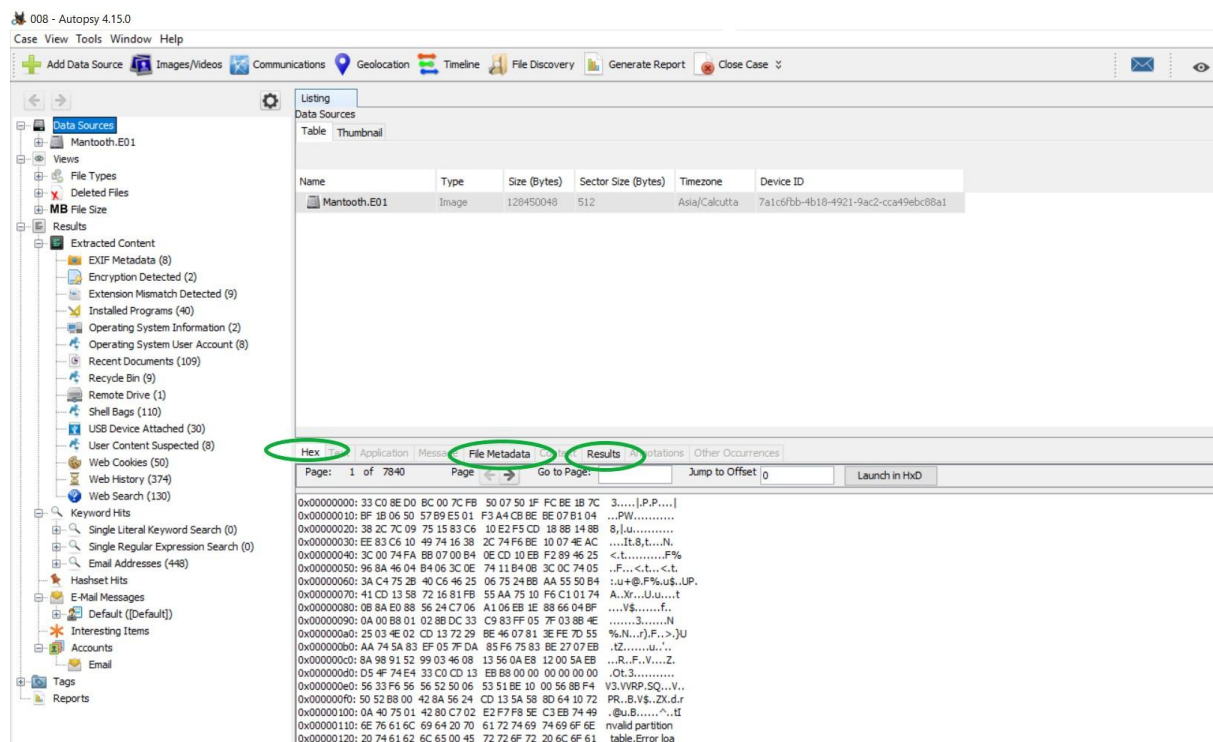 008 - Autopsy 4.15.0
Case View Tools Window Help
Add Data Source Images/Videos Communications Geolocation Timeline File Discovery Generate Report Close Case
Listing
Data Sources
Table Thumbnail
Name Type Size (Bytes) Sector Size (Bytes) Timezone Device ID
Mantooth.E01 Image 128450048 512 Asia/Calcutta 7a1c6fbb-4b18-4921-9ac2-cca49ebc88a1
Data Sources
Mantooth.E01
Views
File Types
Deleted Files
MB File Size
Results
Extracted Content
EXIF Metadata (8)
Encryption Detected (2)
Extension Mismatch Detected (9)
Installed Programs (40)
Operating System Information (2)
Operating System User Account (8)
Recent Documents (109)
Recycle Bin (9)
Remote Drive (1)
Shell Bags (110)
USB Device Attached (30)
User Content Suspected (8)
Web Cookies (50)
Web History (374)
Web Search (130)
Keyword Hits
Single Literal Keyword Search (0)
Single Regular Expression Search (0)
Email Addresses (448)
Hashset Hits
E-Mail Messages
Default ([Default])
Interesting Items
Accounts
Email
Tags
Reports
Hex Application File Metadata Results Other Occurrences
Page: 1 of 7840 Page Go to Page: Jump to Offset 0 Launch in HxD
0x00000000: 33 C0 8E D0 BC 00 7C FB 50 07 50 1F FC BE 1B 7C 3.....|.P.P....|
0x00000010: BF 1B 06 50 57 B9 E5 01 F3 A4 CB BE BE 07 B1 04 ...PW...........
0x00000020: 38 2C 7C 09 75 15 83 C6 10 E2 F5 CD 18 8B 14 8B 8,|.u...........
0x00000030: EE 83 C6 10 49 74 16 38 2C 74 F6 BE 10 07 4E AC ....It.8,t....N.
0x00000040: 3C 00 74 FA BB 07 00 B4 0E CD 10 EB F2 89 46 25 <.t...........F%
0x00000050: 96 8A 46 04 B4 06 3C 0E 74 11 B4 0B 3C 0C 74 05 ..F...<.t...<.t.
0x00000060: 3A C4 75 2B 40 C6 46 25 06 75 24 BB AA 55 50 B4 :.u+@.F%.u$..UP.
0x00000070: 41 CD 13 58 72 16 81 FB 55 AA 75 10 F6 C1 01 74 A..Xr...U.u....t
0x00000080: 0B 8A E0 88 56 24 C7 06 A1 06 EB 1E 88 66 04 BF ....V$.......f..
0x00000090: 0A 00 B8 01 02 8B DC 33 C9 83 FF 05 7F 03 8B 4E .......3.......N
0x000000a0: 25 03 4E 02 CD 13 72 29 BE 46 07 81 3E FE 7D 55 %.N...r).F..>.}U
0x000000b0: AA 74 5A 83 EF 05 7F DA 85 F6 75 83 BE 27 07 EB .tZ.......u..'..
0x000000c0: 8A 98 91 52 99 03 46 08 13 56 0A E8 12 00 5A EB ...R..F..V....Z.
0x000000d0: D5 4F 74 E4 33 C0 CD 13 EB B8 00 00 00 00 00 00 .Ot.3...........
0x000000e0: 56 33 F6 56 56 52 50 06 53 51 BE 10 00 56 8B F4 V3.VVRP.SQ...V..
0x000000f0: 50 52 B8 00 42 8A 56 24 CD 13 5A 58 8D 64 10 72 PR..B.V$..ZX.d.r
0x00000100: 0A 40 75 01 42 80 C7 02 E2 F7 F8 5E C3 EB 74 49 .@u.B......^..tI
0x00000110: 6E 76 61 6C 69 64 20 70 61 72 74 69 74 69 6F 6E nvalid partition
0x00000120: 20 74 61 62 6C 65 00 45 72 72 6F 72 20 6C 6F 61 table.Error loa